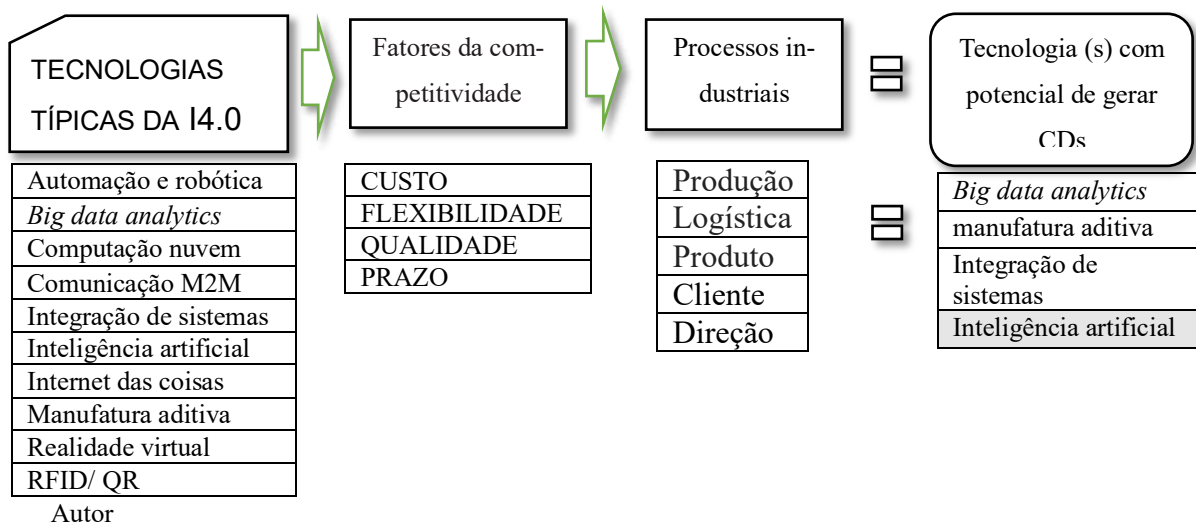 TECNOLOGIAS
TÍPICAS DA I4.0
Fatores da com-
petitividade
Processos in-
dustriais
Tecnologia (s) com
potencial de gerar
CDs
Automação e robótica
Big data analytics
Computação nuvem
Comunicação M2M
Integração de sistemas
Inteligência artificial
Internet das coisas
Manufatura aditiva
Realidade virtual
RFID/ QR
CUSTO
FLEXIBILIDADE
QUALIDADE
PRAZO
Produção
Logística
Produto
Cliente
Direção
Big data analytics
manufatura aditiva
Integração de
sistemas
Inteligência artificial
Autor